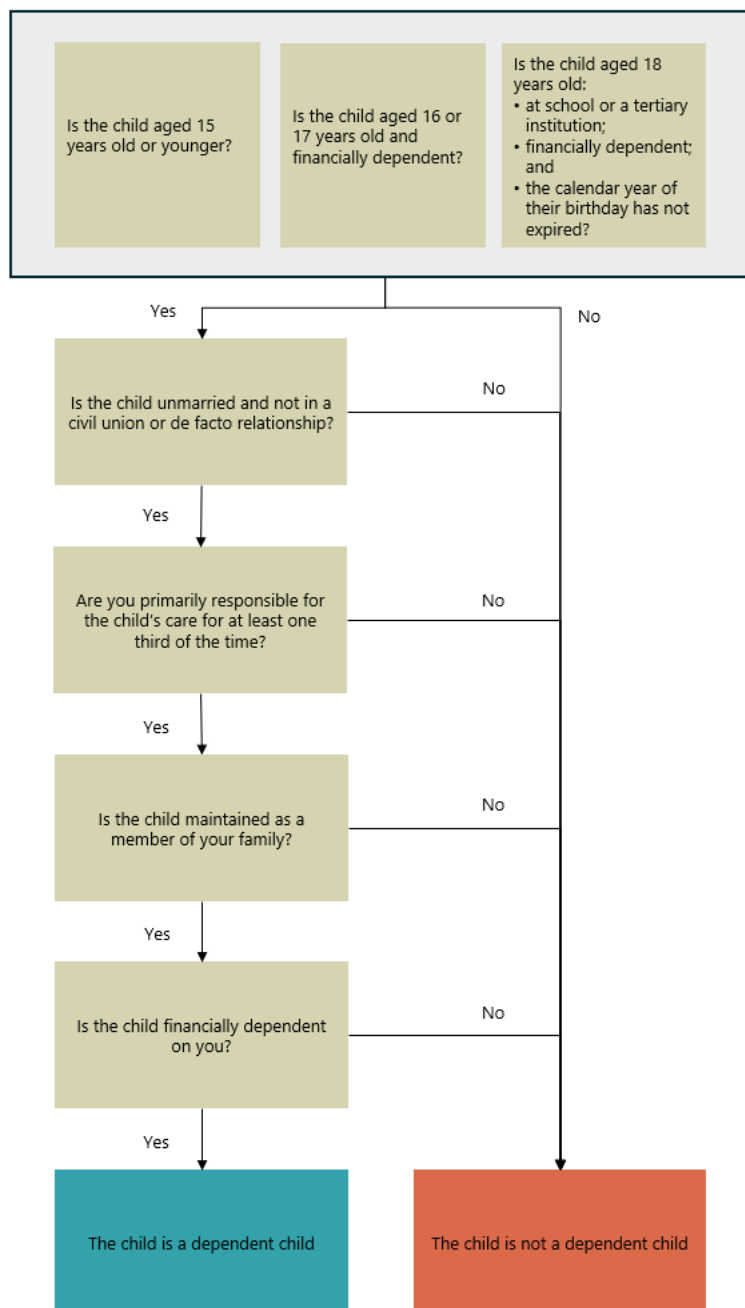 Is the child aged 15
years old or younger?
Is the child aged 16 or
17 years old and
financially dependent?
Is the child aged 18
years old:
• at school or a tertiary
institution;
• financially dependent;
and
• the calendar year of
their birthday has not
expired?
Yes
No
Is the child unmarried and not in a
civil union or de facto relationship?
No
Yes
Are you primarily responsible for
the child's care for at least one
third of the time?
No
Yes
Is the child maintained as a
member of your family?
No
Yes
Is the child financially dependent
on you?
No
Yes
The child is a dependent child
The child is not a dependent child